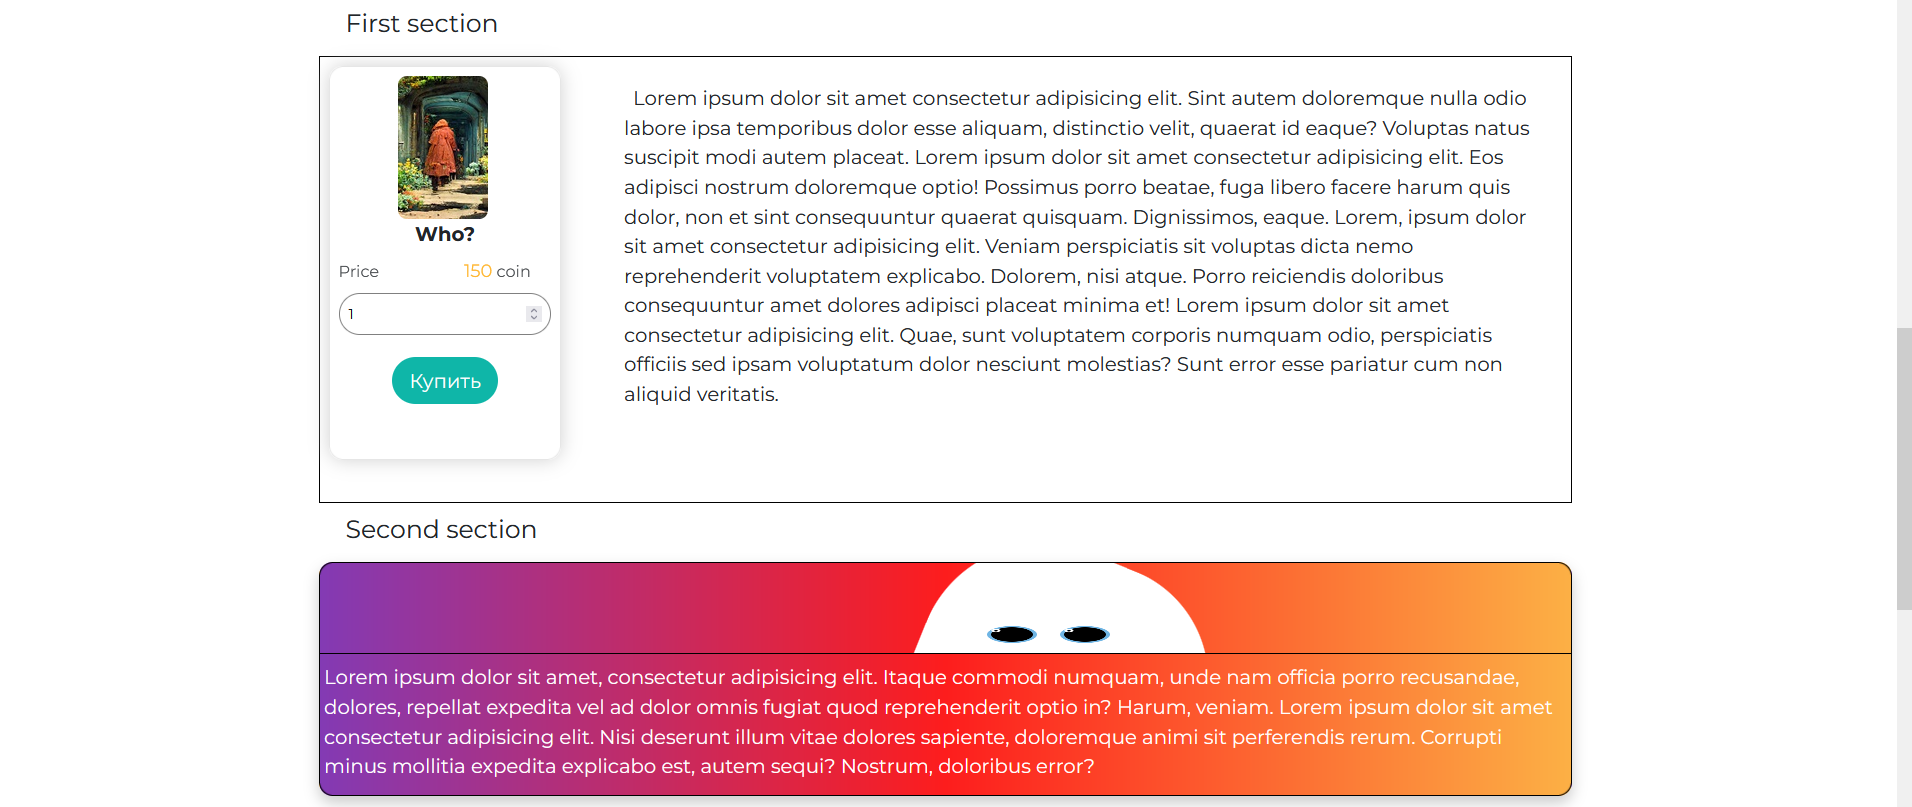 First section
Who?
Price 150 coin
1
Купить
Lorem ipsum dolor sit amet consectetur adipisicing elit. Sint autem doloremque nulla odio
labore ipsa temporibus dolor esse aliquam, distinctio velit, quaerat id eaque? Voluptas natus
suscipit modi autem placeat. Lorem ipsum dolor sit amet consectetur adipisicing elit. Eos
adipisci nostrum doloremque optio! Possimus porro beatae, fuga libero facere harum quis
dolor, non et sint consequuntur quaerat quisquam. Dignissimos, eaque. Lorem, ipsum dolor
sit amet consectetur adipisicing elit. Veniam perspiciatis sit voluptas dicta nemo
reprehenderit voluptatem explicabo. Dolorem, nisi atque. Porro reiciendis doloribus
consequuntur amet dolores adipisci placeat minima et! Lorem ipsum dolor sit amet
consectetur adipisicing elit. Quae, sunt voluptatem corporis numquam odio, perspiciatis
officiis sed ipsam voluptatum dolor nesciunt molestias? Sunt error esse pariatur cum non
aliquid veritatis.
Second section
Lorem ipsum dolor sit amet, consectetur adipisicing elit. Itaque commodi numquam, unde nam officia porro recusandae,
dolores, repellat expedita vel ad dolor omnis fugiat quod reprehenderit optio in? Harum, veniam. Lorem ipsum dolor sit amet
consectetur adipisicing elit. Nisi deserunt illum vitae dolores sapiente, doloremque animi sit perferendis rerum. Corrupti
minus mollitia expedita explicabo est, autem sequi? Nostrum, doloribus error?